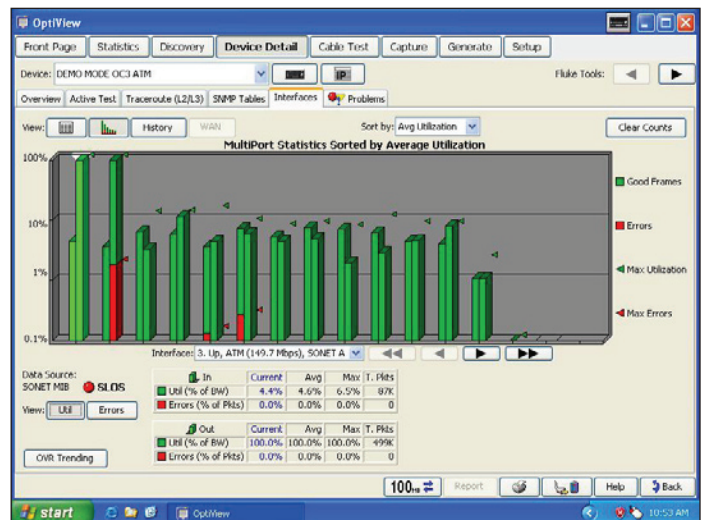 OptiView
Front Page Statistics Discovery Device Detail Cable Test Capture Generate Setup
Device: DEMO MODE OC3 ATM IP Fluke Tools:
Overview Active Test Traceroute (L2/L3) SNMP Tables Interfaces Problems
View: History WAN Sort by: Avg Utilization Clear Counts
MultiPort Statistics Sorted by Average Utilization
100%
10%
1%
0.1%
Good Frames
Errors
Max Utilization
Max Errors
Interface: 3. Up, ATM (149.7 Mbps), SONET A
Data Source:
SONET MIB SLOS
View: Util Errors
OVR Trending
In Current Avg Max T. Pkts
Util (% of BW) 4.4% 4.6% 6.5% 87K
Errors (% of Pkts) 0.0% 0.0% 0.0% 0
Out Current Avg Max T. Pkts
Util (% of BW) 100.0% 100.0% 100.0% 499K
Errors (% of Pkts) 0.0% 0.0% 0.0% 0
100 Report Help Back
start OptiView 10:53 AM